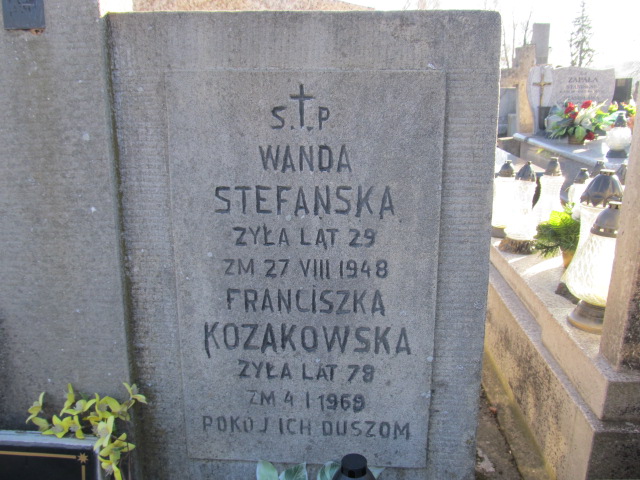 Ś.†P.
WANDA
STEFAŃSKA
ŻYŁA LAT 29
ZM 27 VIII 1948
FRANCISZKA
KOZAKOWSKA
ŻYŁA LAT 78
ZM 4 I 1969
POKÓJ ICH DUSZOM
ZAPAŁA